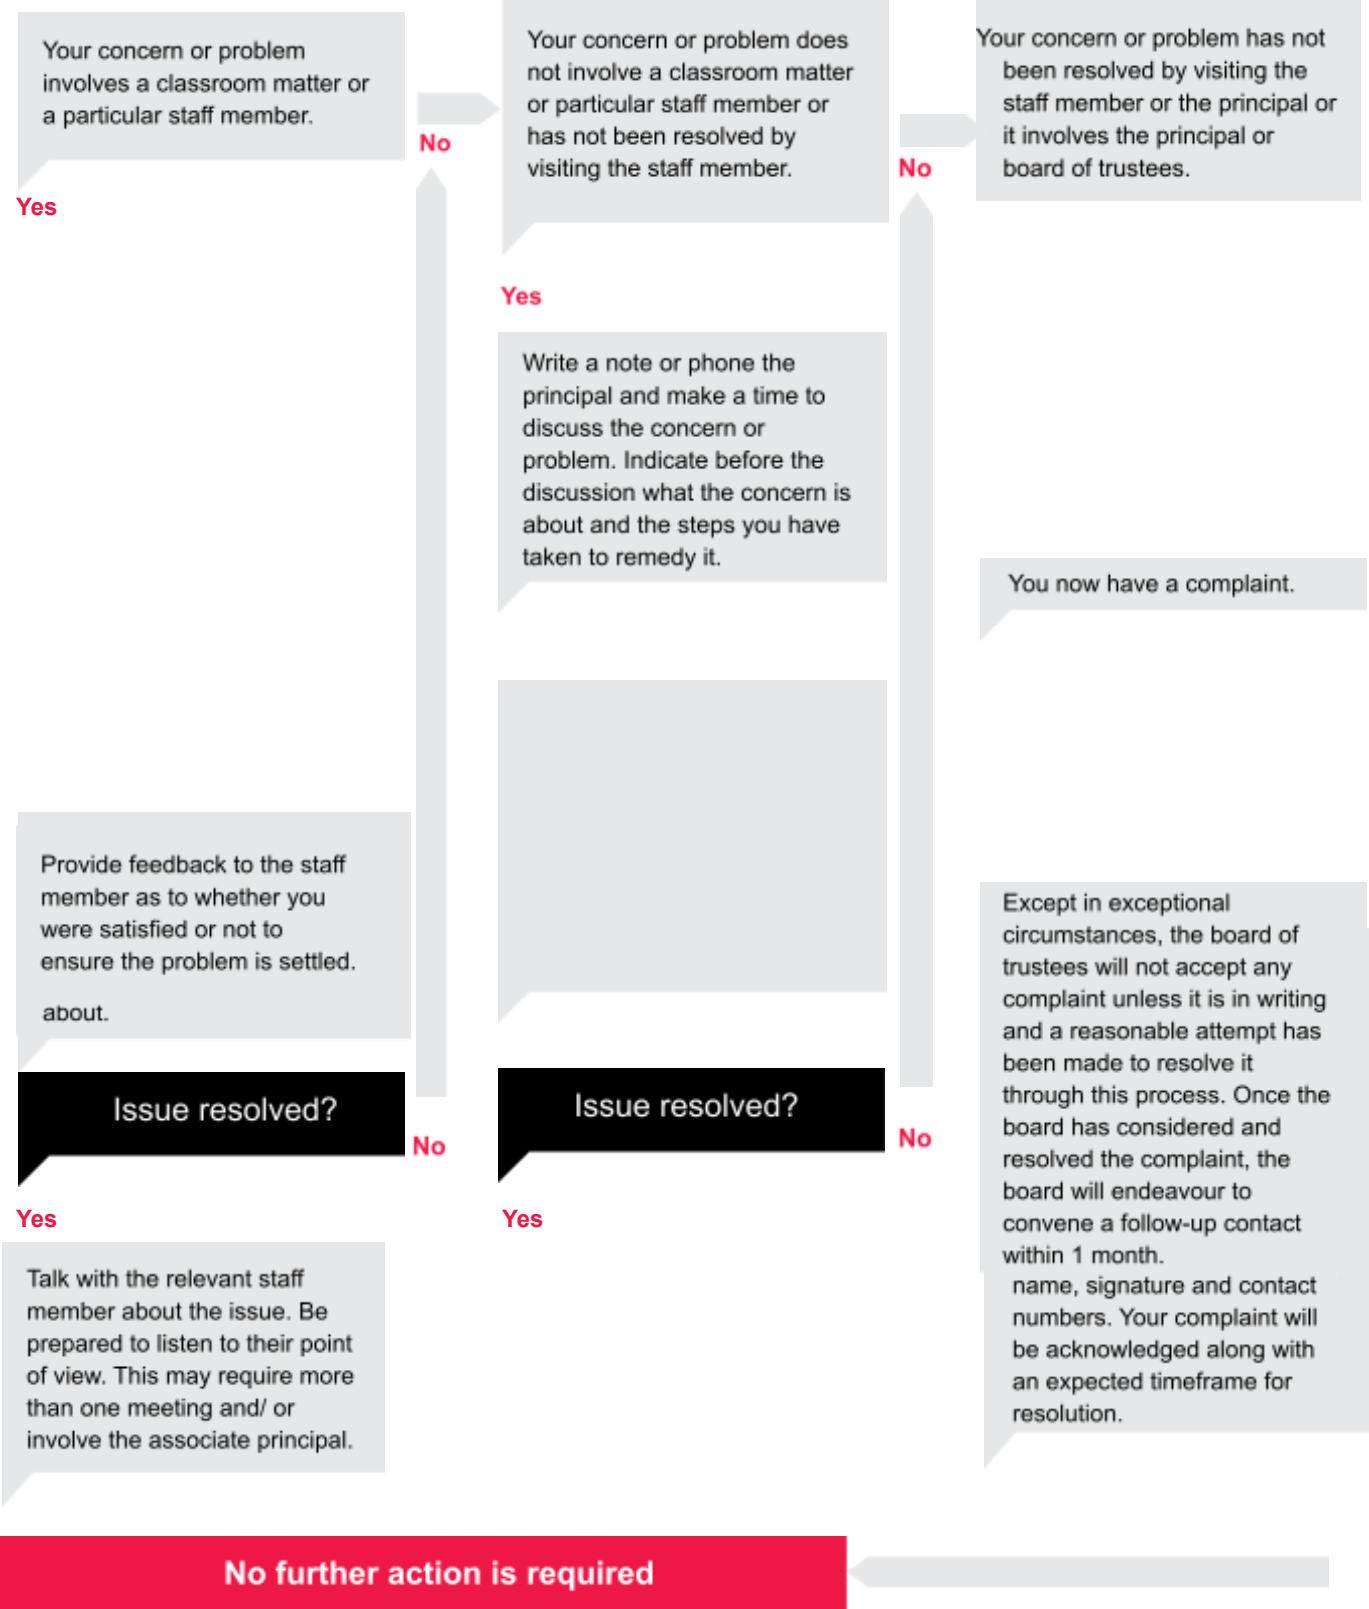 Your concern or problem
involves a classroom matter or
a particular staff member.
Yes
No
Your concern or problem does
not involve a classroom matter
or particular staff member or
has not been resolved by
visiting the staff member.
Yes
No
Your concern or problem has not
been resolved by visiting the
staff member or the principal or
it involves the principal or
board of trustees.
Write a note or phone the
principal and make a time to
discuss the concern or
problem. Indicate before the
discussion what the concern is
about and the steps you have
taken to remedy it.
You now have a complaint.
Provide feedback to the staff
member as to whether you
were satisfied or not to
ensure the problem is settled.
about.
Issue resolved?
No
Yes
Issue resolved?
No
Yes
Except in exceptional
circumstances, the board of
trustees will not accept any
complaint unless it is in writing
and a reasonable attempt has
been made to resolve it
through this process. Once the
board has considered and
resolved the complaint, the
board will endeavour to
convene a follow-up contact
within 1 month.
name, signature and contact
numbers. Your complaint will
be acknowledged along with
an expected timeframe for
resolution.
Talk with the relevant staff
member about the issue. Be
prepared to listen to their point
of view. This may require more
than one meeting and/ or
involve the associate principal.
No further action is required